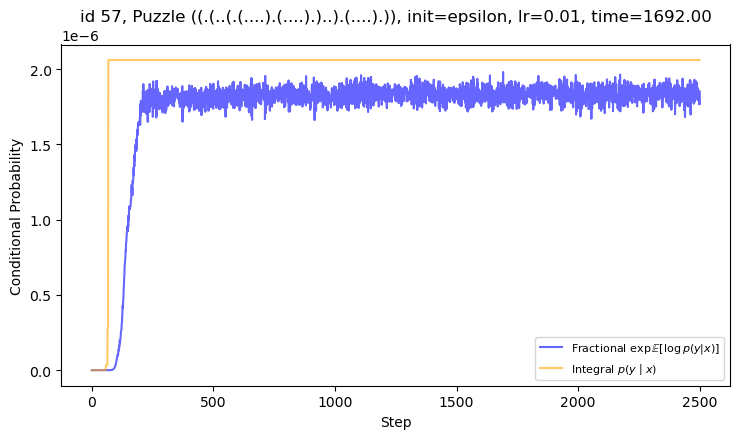 id 57, Puzzle ((.(..(.(....).(....).)..).(....).)), init=epsilon, lr=0.01, time=1692.00
1e−6
2.0
1.5
1.0
0.5
0.0
Conditional Probability
0
500
1000
1500
2000
2500
Step
Fractional exp 𝔼[log p(y|x)]
Integral p(y | x)